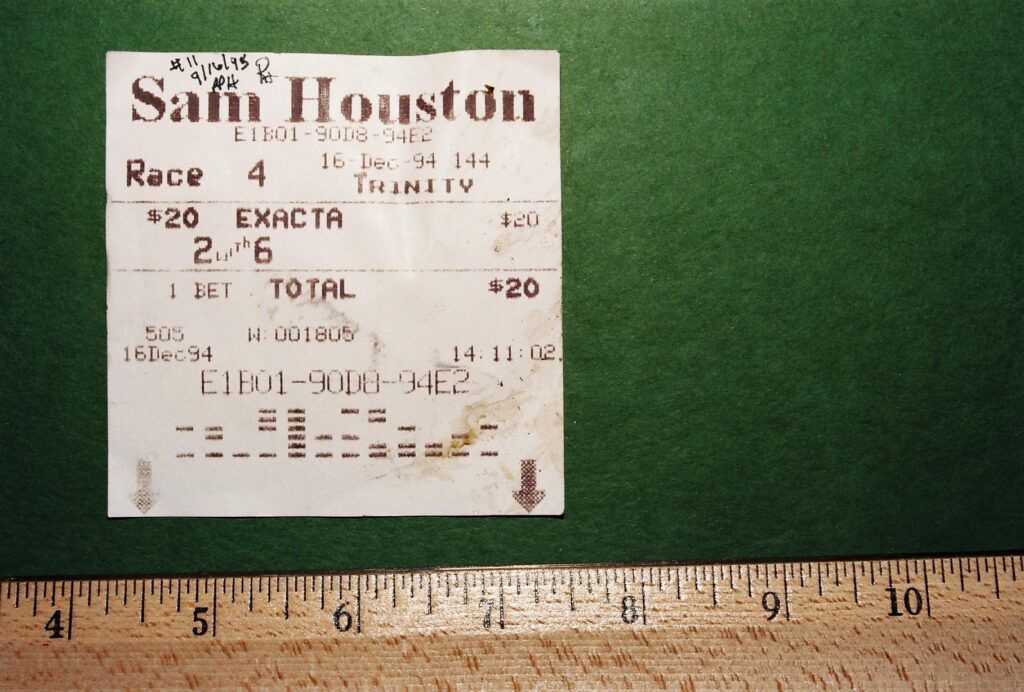 #11
9/16/95
APH
Sam Houston
E1B01-90D8-94E2
16-Dec-94 144
Race 4 TRINITY
$20 EXACTA $20
2 WITH 6
1 BET TOTAL $20
505 W:001805
16Dec94 14:11:02
E1B01-90D8-94E2
4 5 6 7 8 9 10